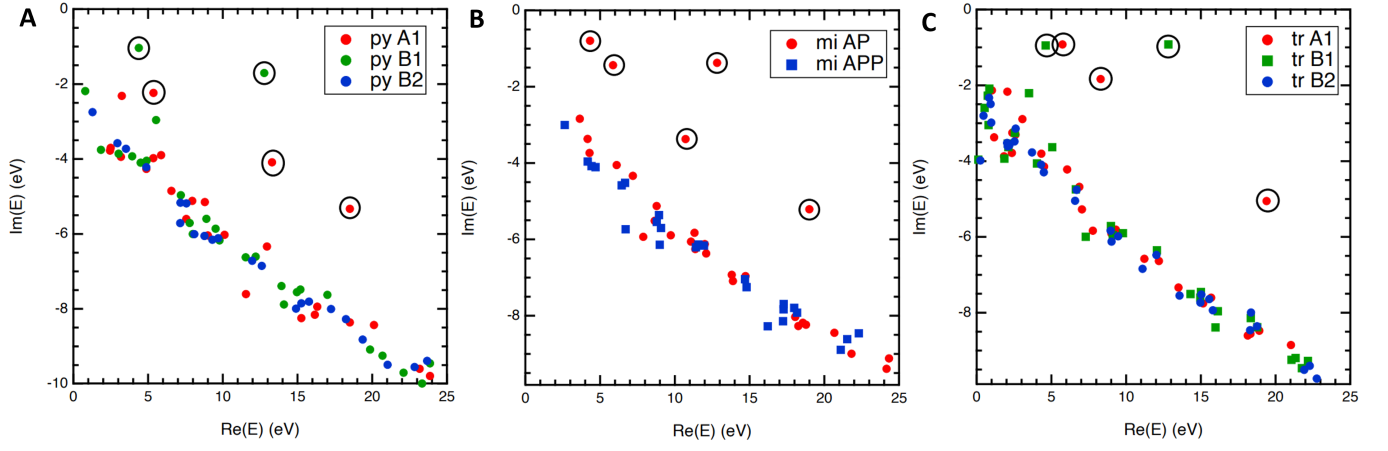 A
0
-2
-4
-6
-8
-10
0 5 10 15 20 25
Im(E) (eV)
Re(E) (eV)
py A1
py B1
py B2
B
0
-2
-4
-6
-8
0 5 10 15 20 25
Im(E) (eV)
Re(E) (eV)
mi AP
mi APP
C
0
-2
-4
-6
-8
0 5 10 15 20 25
Im(E) (eV)
Re(E) (eV)
tr A1
tr B1
tr B2